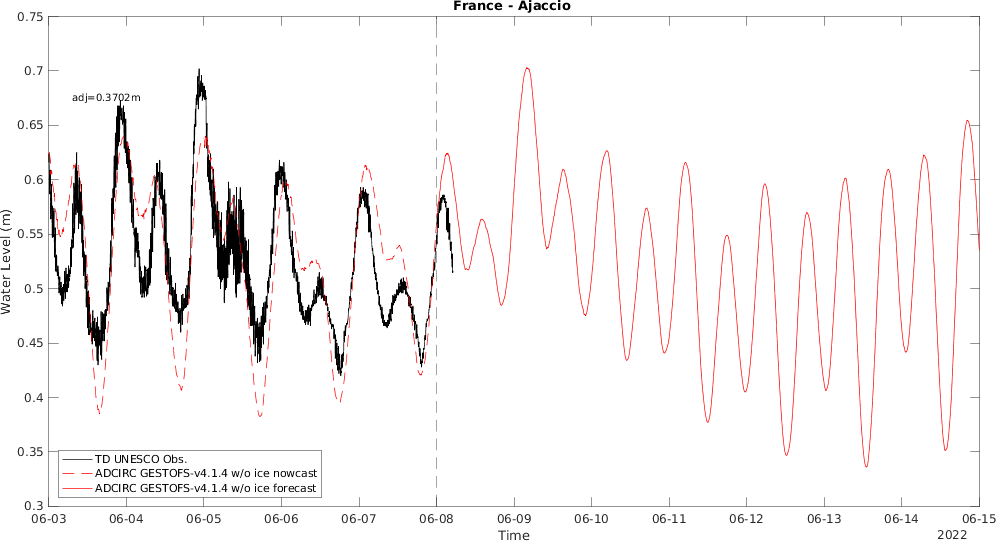 France - Ajaccio
0.75
0.7
0.65
0.6
0.55
0.5
0.45
0.4
0.35
0.3
Water Level (m)
adj=0.3702m
TD UNESCO Obs.
ADCIRC GESTOFS-v4.1.4 w/o ice nowcast
ADCIRC GESTOFS-v4.1.4 w/o ice forecast
06-03 06-04 06-05 06-06 06-07 06-08 06-09 06-10 06-11 06-12 06-13 06-14 06-15
Time
2022